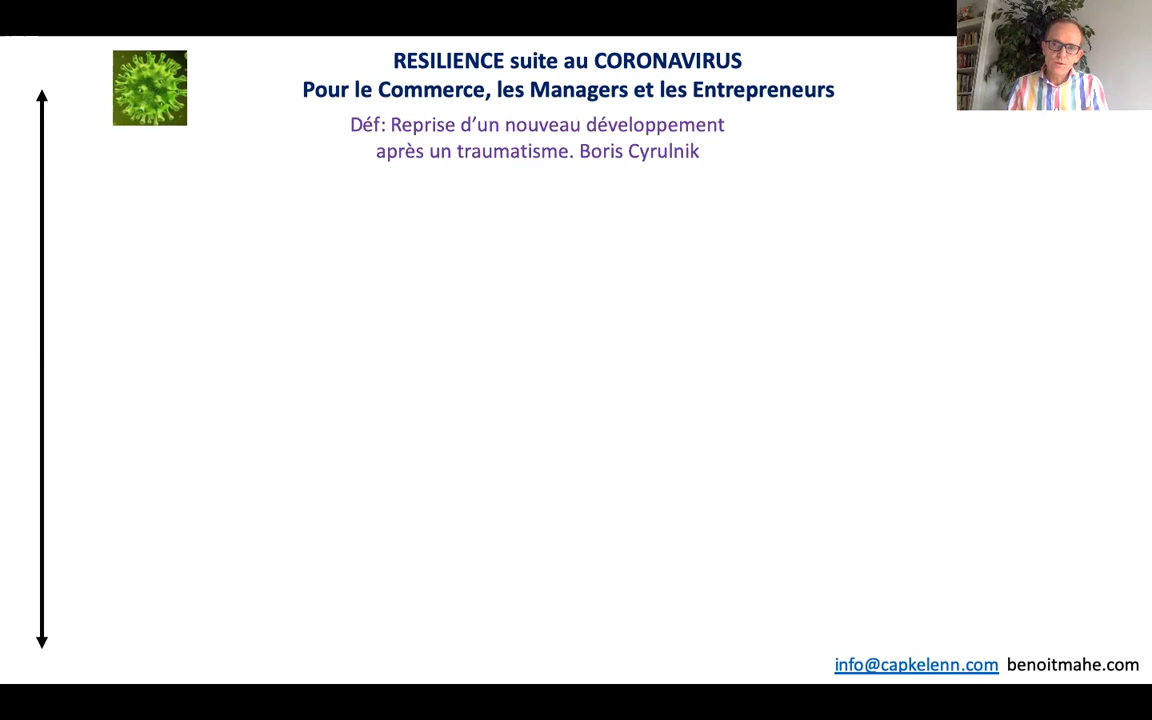 RESILIENCE suite au CORONAVIRUS
Pour le Commerce, les Managers et les Entrepreneurs
Déf: Reprise d’un nouveau développement
après un traumatisme. Boris Cyrulnik
info@capkelenn.com benoitmahe.com